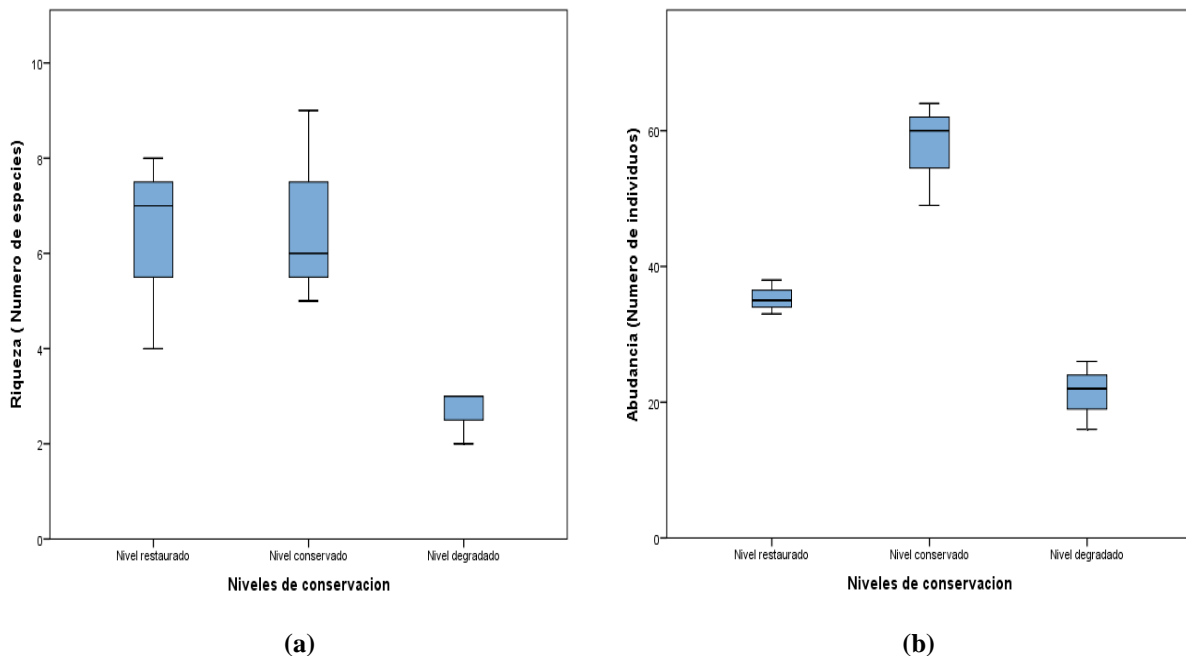 Riqueza ( Numero de especies)
10
8
6
4
2
0
Nivel restaurado
Nivel conservado
Nivel degradado
Niveles de conservacion
(a)
Abudancia (Numero de individuos)
60
40
20
0
Nivel restaurado
Nivel conservado
Nivel degradado
Niveles de conservacion
(b)